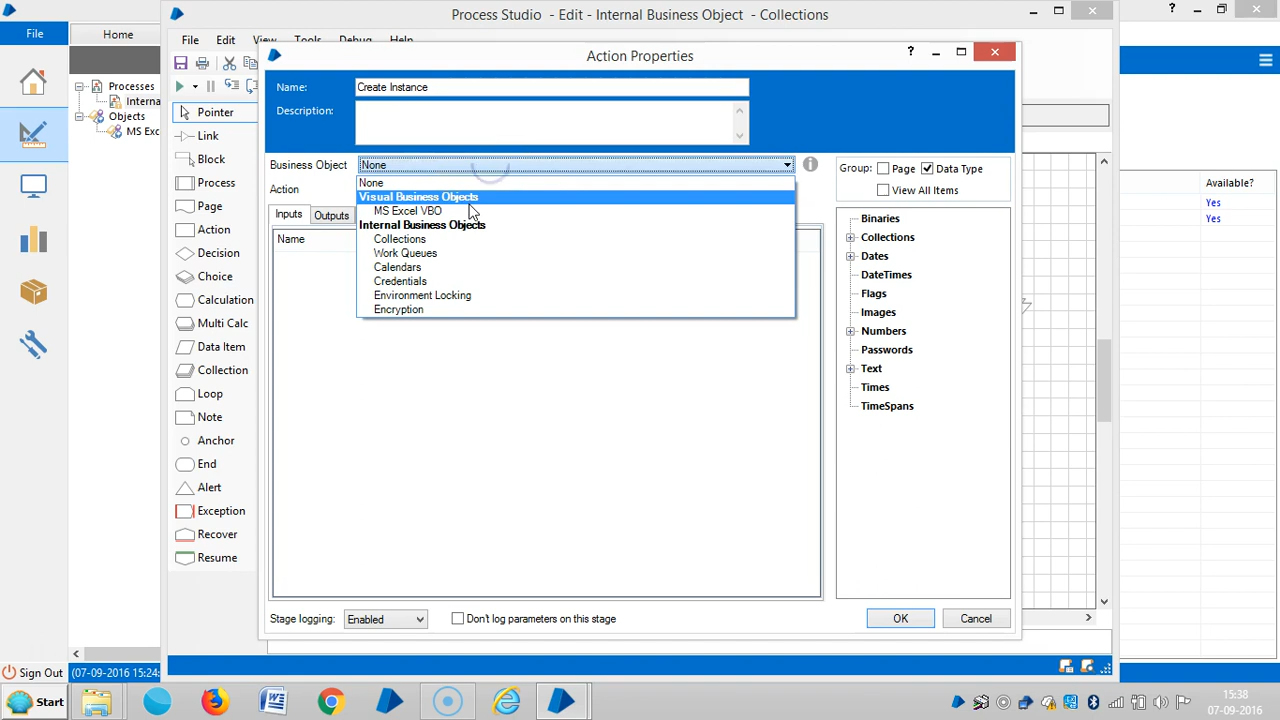 Process Studio - Edit - Internal Business Object - Collections
File
Home
File Edit View Tools Debug Help
Action Properties
Processes
Interna
Objects
MS Exc
Pointer
Link
Block
Process
Page
Action
Decision
Choice
Calculation
Multi Calc
Data Item
Collection
Loop
Note
Anchor
End
Alert
Exception
Recover
Resume
Name:
Create Instance
Description:
Business Object
None
Action
Inputs
Outputs
Name
None
Visual Business Objects
MS Excel VBO
Internal Business Objects
Collections
Work Queues
Calendars
Credentials
Environment Locking
Encryption
Group:
Page
Data Type
View All Items
Binaries
Collections
Dates
DateTimes
Flags
Images
Numbers
Passwords
Text
Times
TimeSpans
Available?
Yes
Yes
Stage logging:
Enabled
Don't log parameters on this stage
OK
Cancel
Sign Out
(07-09-2016 15:24:
Start
15:38
07-09-2016